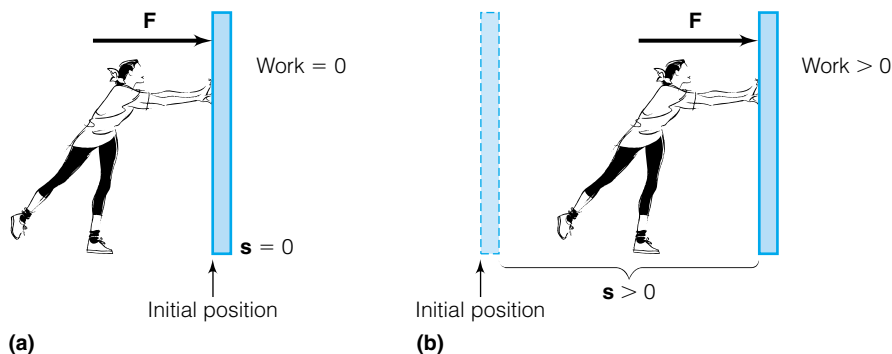 F
Work = 0
s = 0
Initial position
(a)
F
Work > 0
Initial position
s > 0
(b)